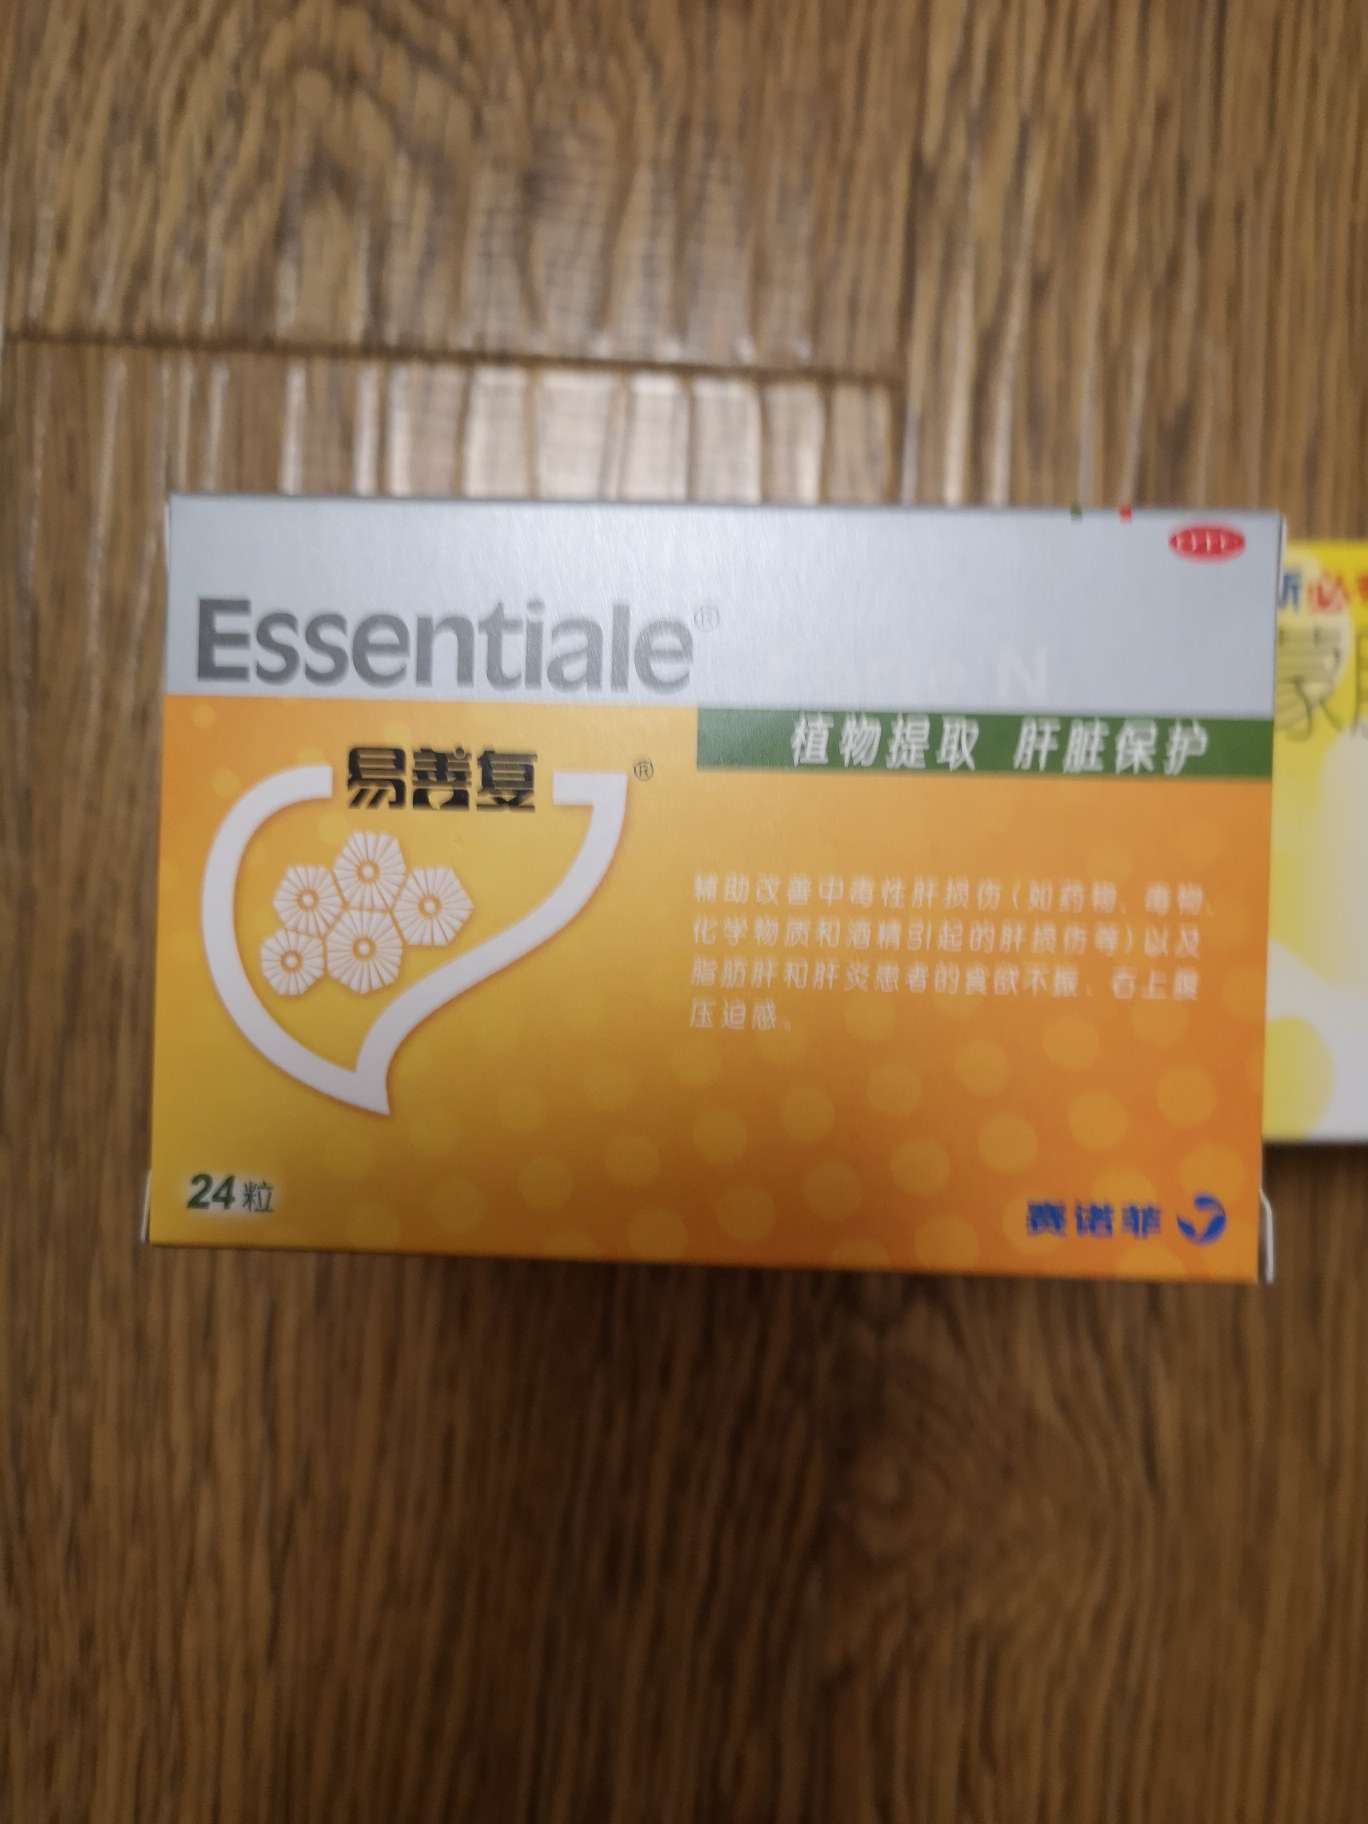 Essentiale®
植物提取 肝脏保护
易善复®
辅助改善中毒性肝损伤(如药物、毒物、
化学物质和酒精引起的肝损伤等)以及
脂肪肝和肝炎患者的食欲不振、右上腹
压迫感。
24粒
赛诺菲
必
蒙